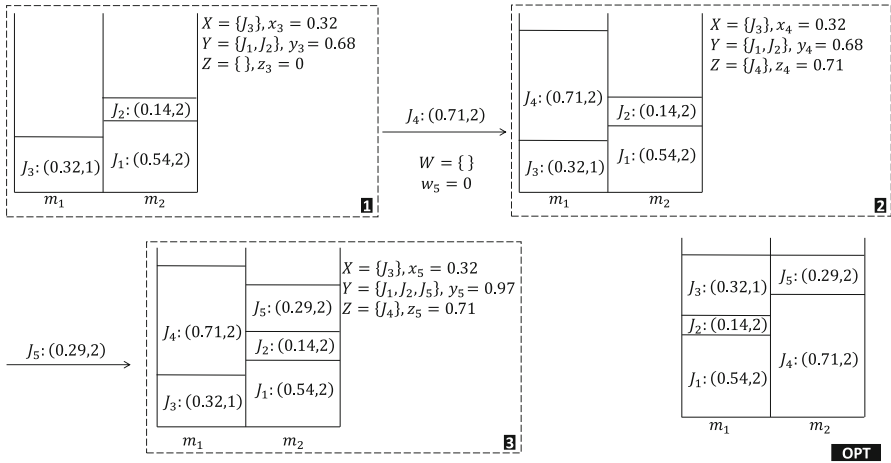 X = {J₃}, x₃ = 0.32
Y = {J₁, J₂}, y₃ = 0.68
Z = { }, z₃ = 0
J₂: (0.14,2)
J₃: (0.32,1)
J₁: (0.54,2)
m₁
m₂
1
J₄: (0.71,2)
W = { }
w₅ = 0
X = {J₃}, x₄ = 0.32
Y = {J₁, J₂}, y₄ = 0.68
Z = {J₄}, z₄ = 0.71
J₄: (0.71,2)
J₂: (0.14,2)
J₃: (0.32,1)
J₁: (0.54,2)
m₁
m₂
2
J₅: (0.29,2)
X = {J₃}, x₅ = 0.32
Y = {J₁, J₂, J₅}, y₅ = 0.97
Z = {J₄}, z₅ = 0.71
J₅: (0.29,2)
J₄: (0.71,2)
J₂: (0.14,2)
J₃: (0.32,1)
J₁: (0.54,2)
m₁
m₂
3
J₃: (0.32,1)
J₅: (0.29,2)
J₂: (0.14,2)
J₁: (0.54,2)
J₄: (0.71,2)
m₁
m₂
OPT